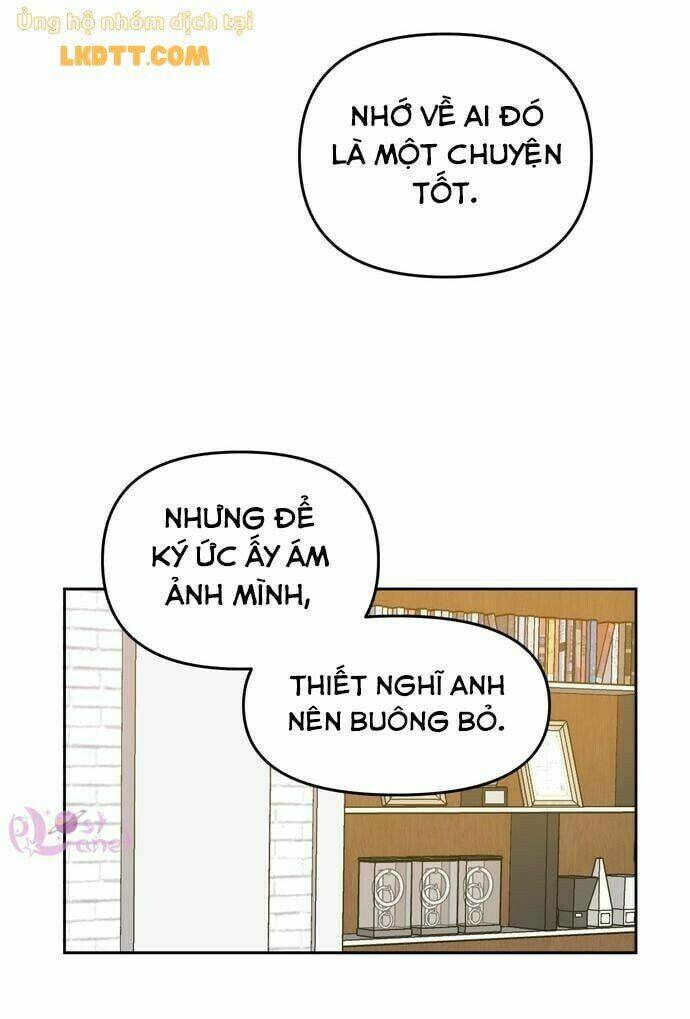 Ủng hộ nhóm dịch tại
LKDTT.COM
NHỚ VỀ AI ĐÓ
LÀ MỘT CHUYỆN
TỐT.
NHƯNG ĐỂ
KÝ ỨC ẤY ÁM
ẢNH MÌNH,
THIẾT NGHĨ ANH
NÊN BUÔNG BỎ.